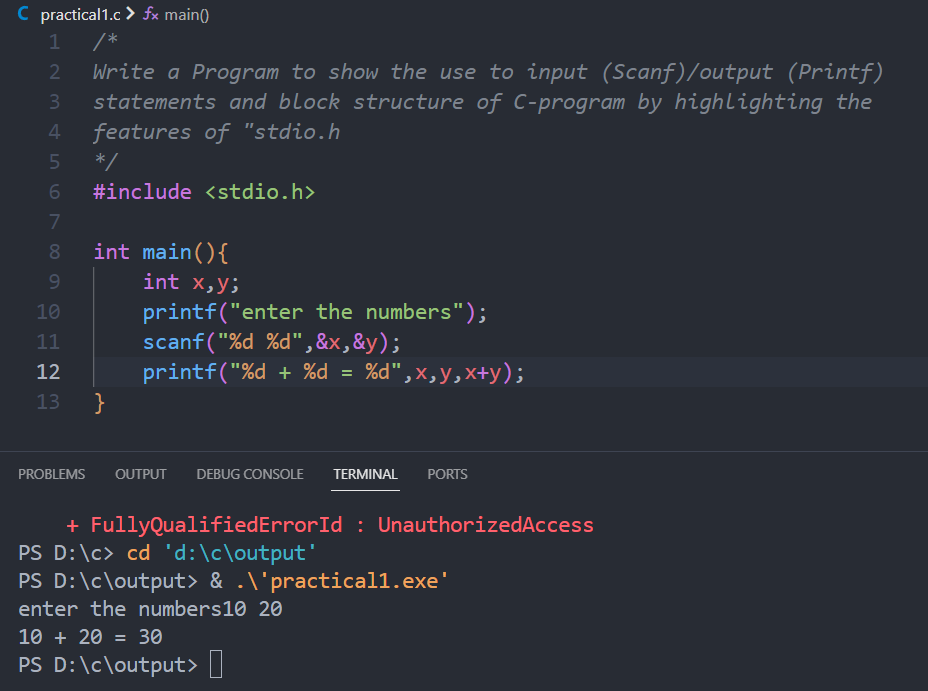 C practical1.c > fx main()
1 /*
2 Write a Program to show the use to input (Scanf)/output (Printf)
3 statements and block structure of C-program by highlighting the
4 features of "stdio.h
5 */
6 #include <stdio.h>
7
8 int main(){
9     int x,y;
10     printf("enter the numbers");
11     scanf("%d %d",&x,&y);
12     printf("%d + %d = %d",x,y,x+y);
13 }
PROBLEMS OUTPUT DEBUG CONSOLE TERMINAL PORTS
    + FullyQualifiedErrorId : UnauthorizedAccess
PS D:\c> cd 'd:\c\output'
PS D:\c\output> & .\'practical1.exe'
enter the numbers10 20
10 + 20 = 30
PS D:\c\output>